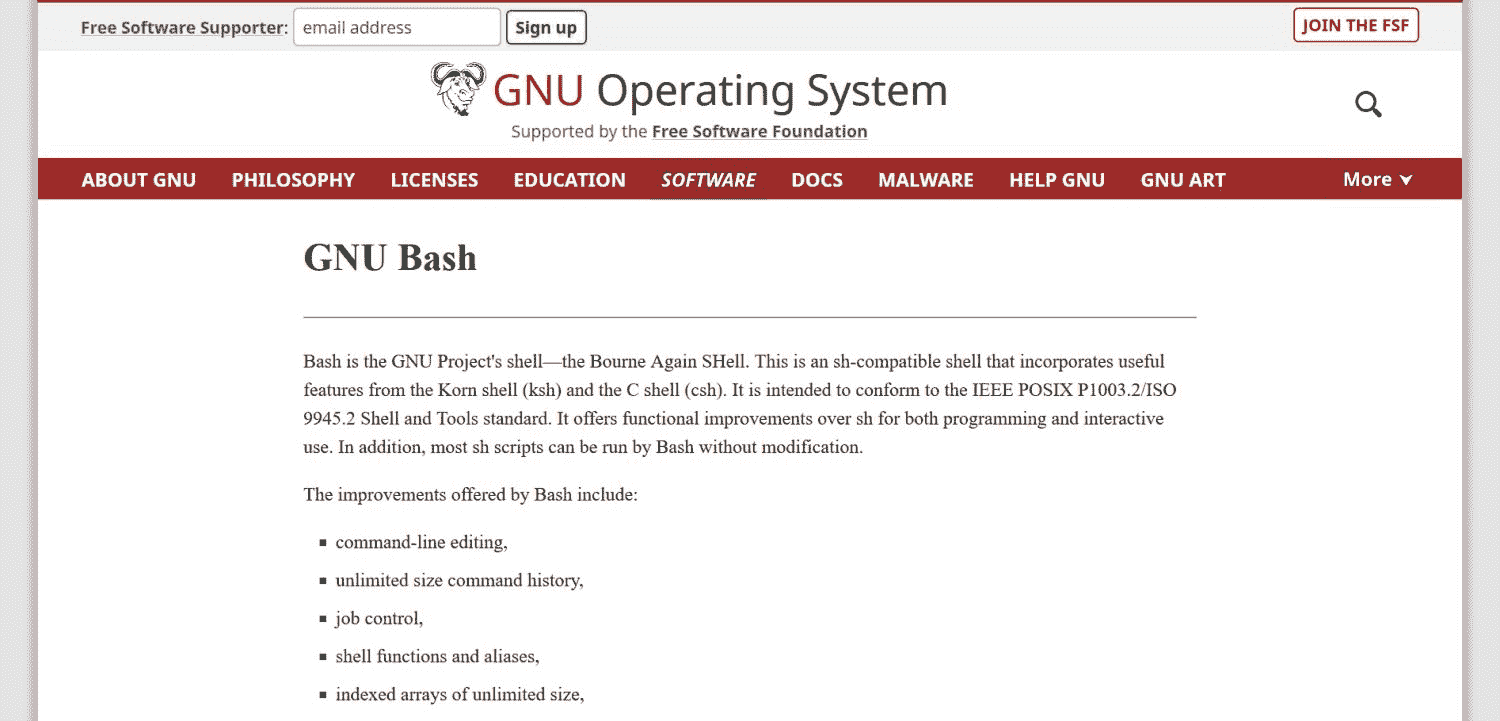 Free Software Supporter: email address Sign up JOIN THE FSF
GNU Operating System
Supported by the Free Software Foundation
ABOUT GNU PHILOSOPHY LICENSES EDUCATION SOFTWARE DOCS MALWARE HELP GNU GNU ART More
GNU Bash
Bash is the GNU Project's shell—the Bourne Again SHell. This is an sh-compatible shell that incorporates useful
features from the Korn shell (ksh) and the C shell (csh). It is intended to conform to the IEEE POSIX P1003.2/ISO
9945.2 Shell and Tools standard. It offers functional improvements over sh for both programming and interactive
use. In addition, most sh scripts can be run by Bash without modification.
The improvements offered by Bash include:
command-line editing,
unlimited size command history,
job control,
shell functions and aliases,
indexed arrays of unlimited size,